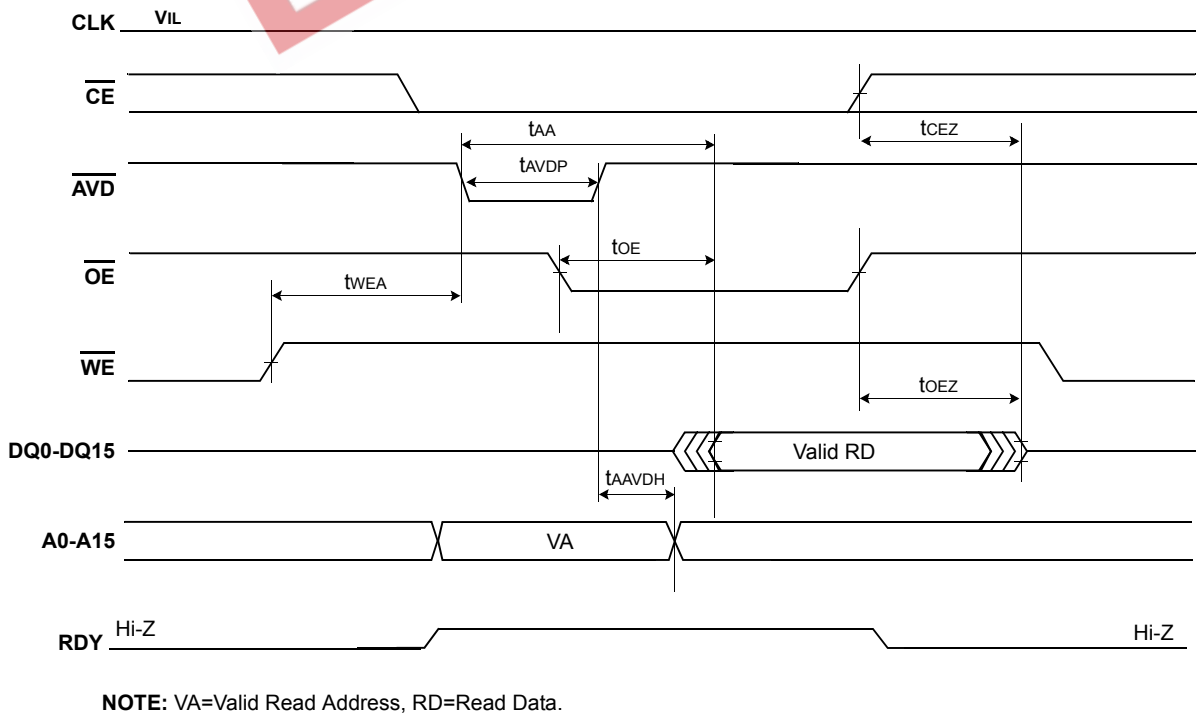 CLK VIL
CE
tAA tCEZ
tAVDP
AVD
tOE
OE
tWEA
WE
tOEZ
DQ0-DQ15 Valid RD
tAAVDH
A0-A15 VA
RDY Hi-Z Hi-Z
NOTE: VA=Valid Read Address, RD=Read Data.